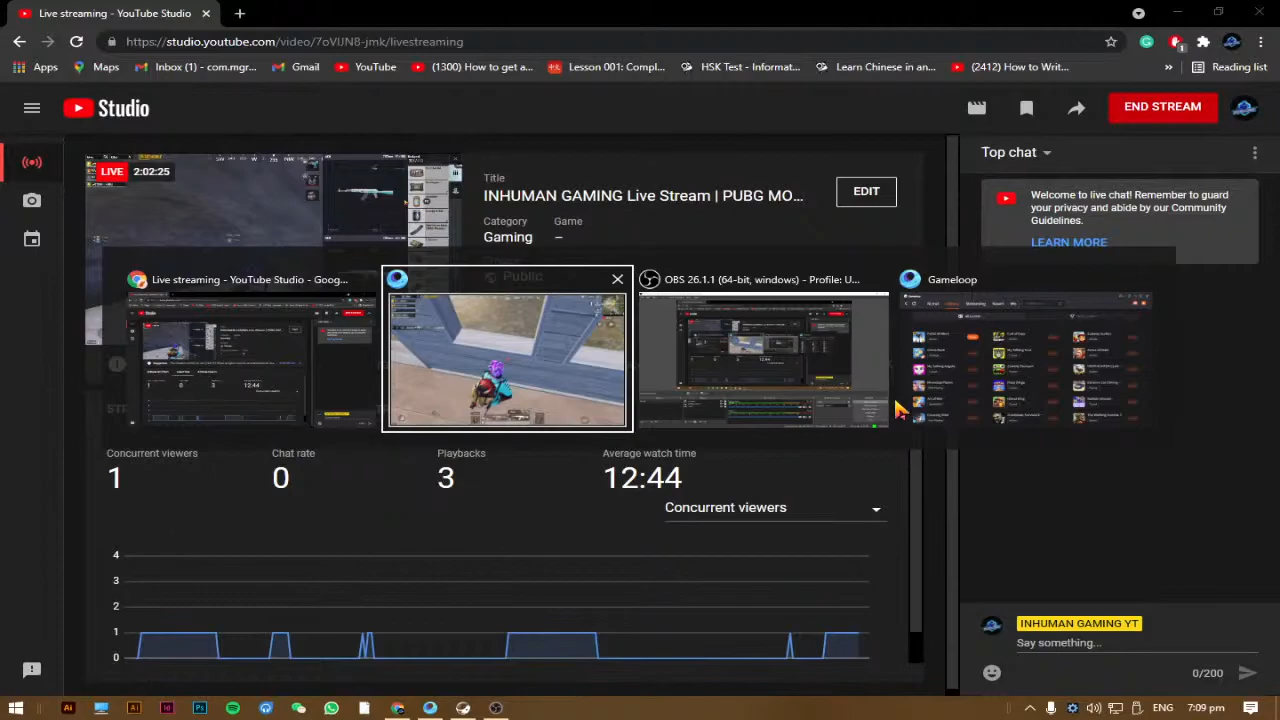 Live streaming - YouTube Studio
https://studio.youtube.com/video/7oVlJN8-jmk/livestreaming
Apps
Maps
Inbox (1) - com.mgr...
Gmail
YouTube
(1300) How to get a...
Lesson 001: Compl...
HSK Test - Informat...
Learn Chinese in an...
(2412) How to Writ...
»
Reading list
Studio
END STREAM
LIVE 2:02:25
Title
INHUMAN GAMING Live Stream | PUBG MO...
EDIT
Category
Game
Gaming
–
Public
Top chat
Welcome to live chat! Remember to guard
your privacy and abide by our Community
Guidelines.
LEARN MORE
Live streaming - YouTube Studio - Goog...
OBS 26.1.1 (64-bit, windows) - Profile: U...
Gameloop
Concurrent viewers
1
Chat rate
0
Playbacks
3
Average watch time
12:44
Concurrent viewers
4
3
2
1
0
INHUMAN GAMING YT
Say something...
0/200
ENG
7:09 pm